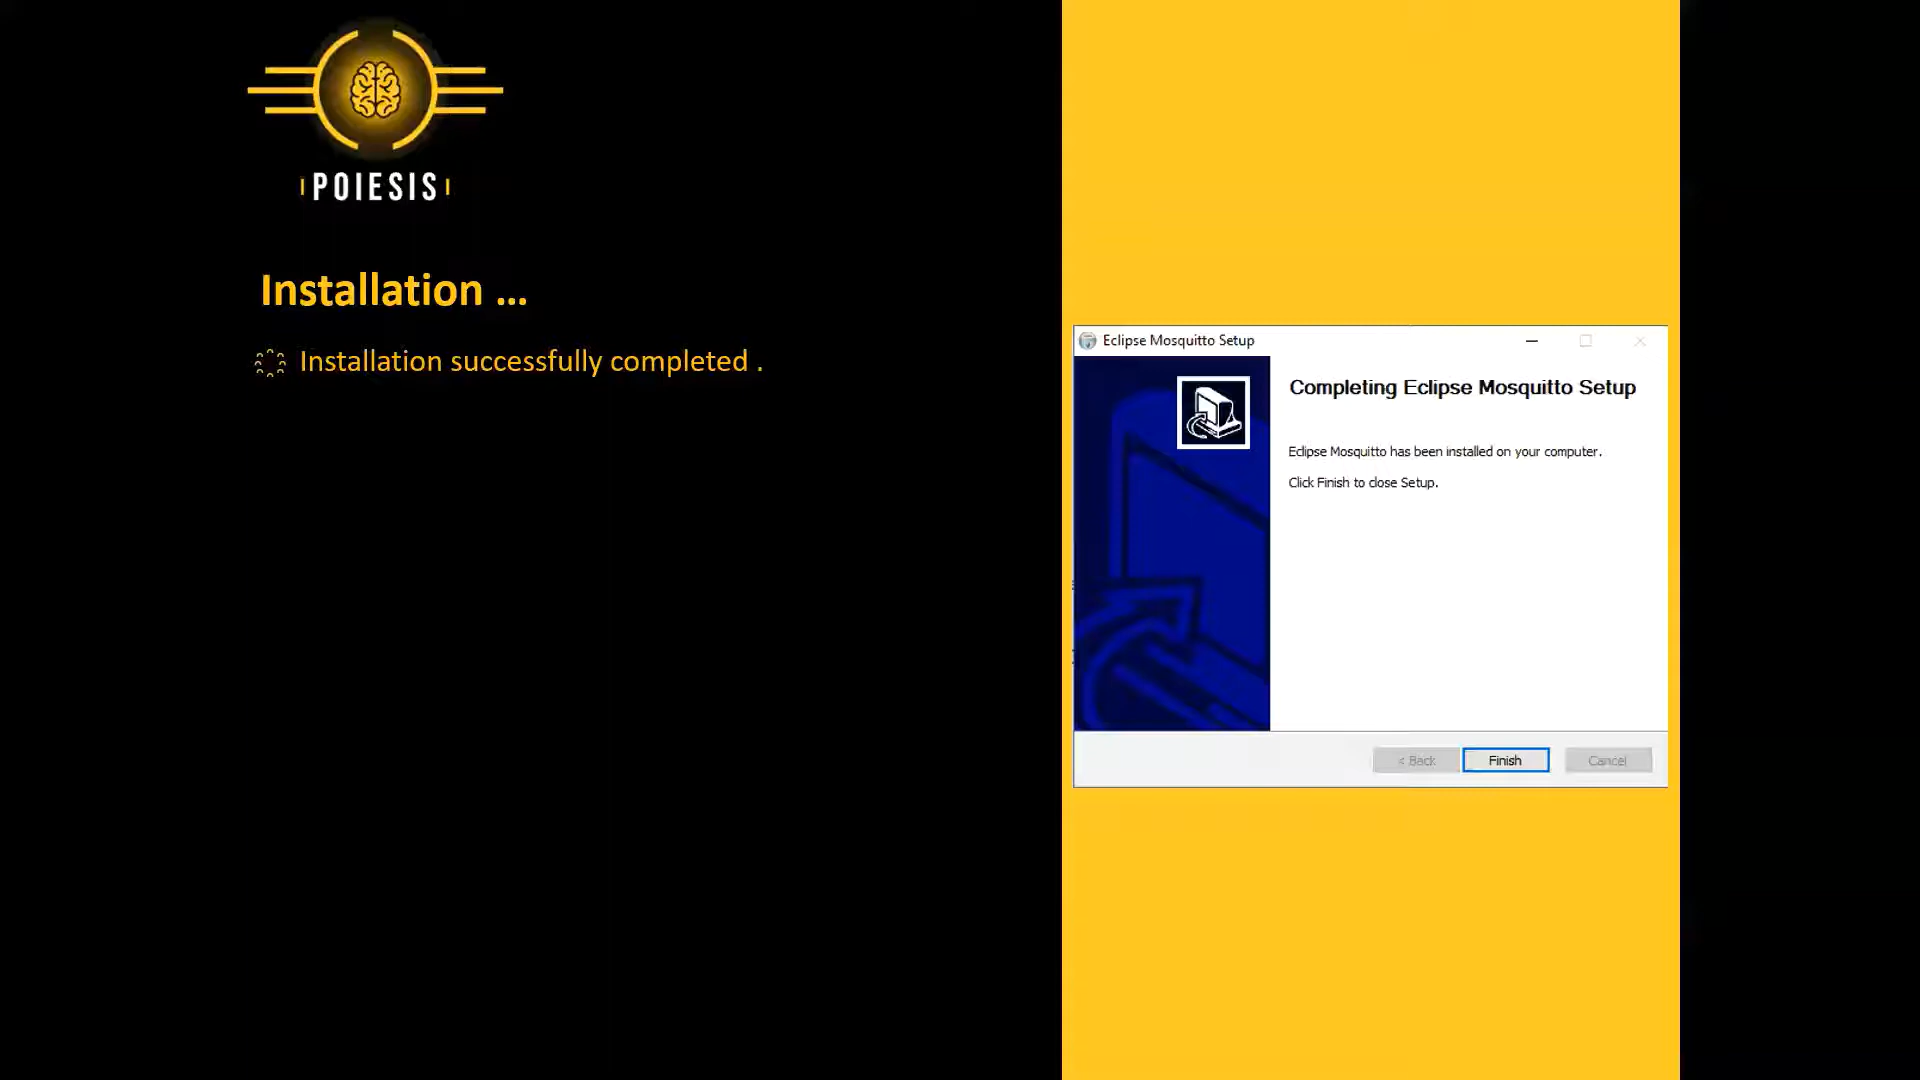 POIESIS
Installation ...
Installation successfully completed .
Eclipse Mosquitto Setup
Completing Eclipse Mosquitto Setup
Eclipse Mosquitto has been installed on your computer.
Click Finish to close Setup.
< Back
Finish
Cancel